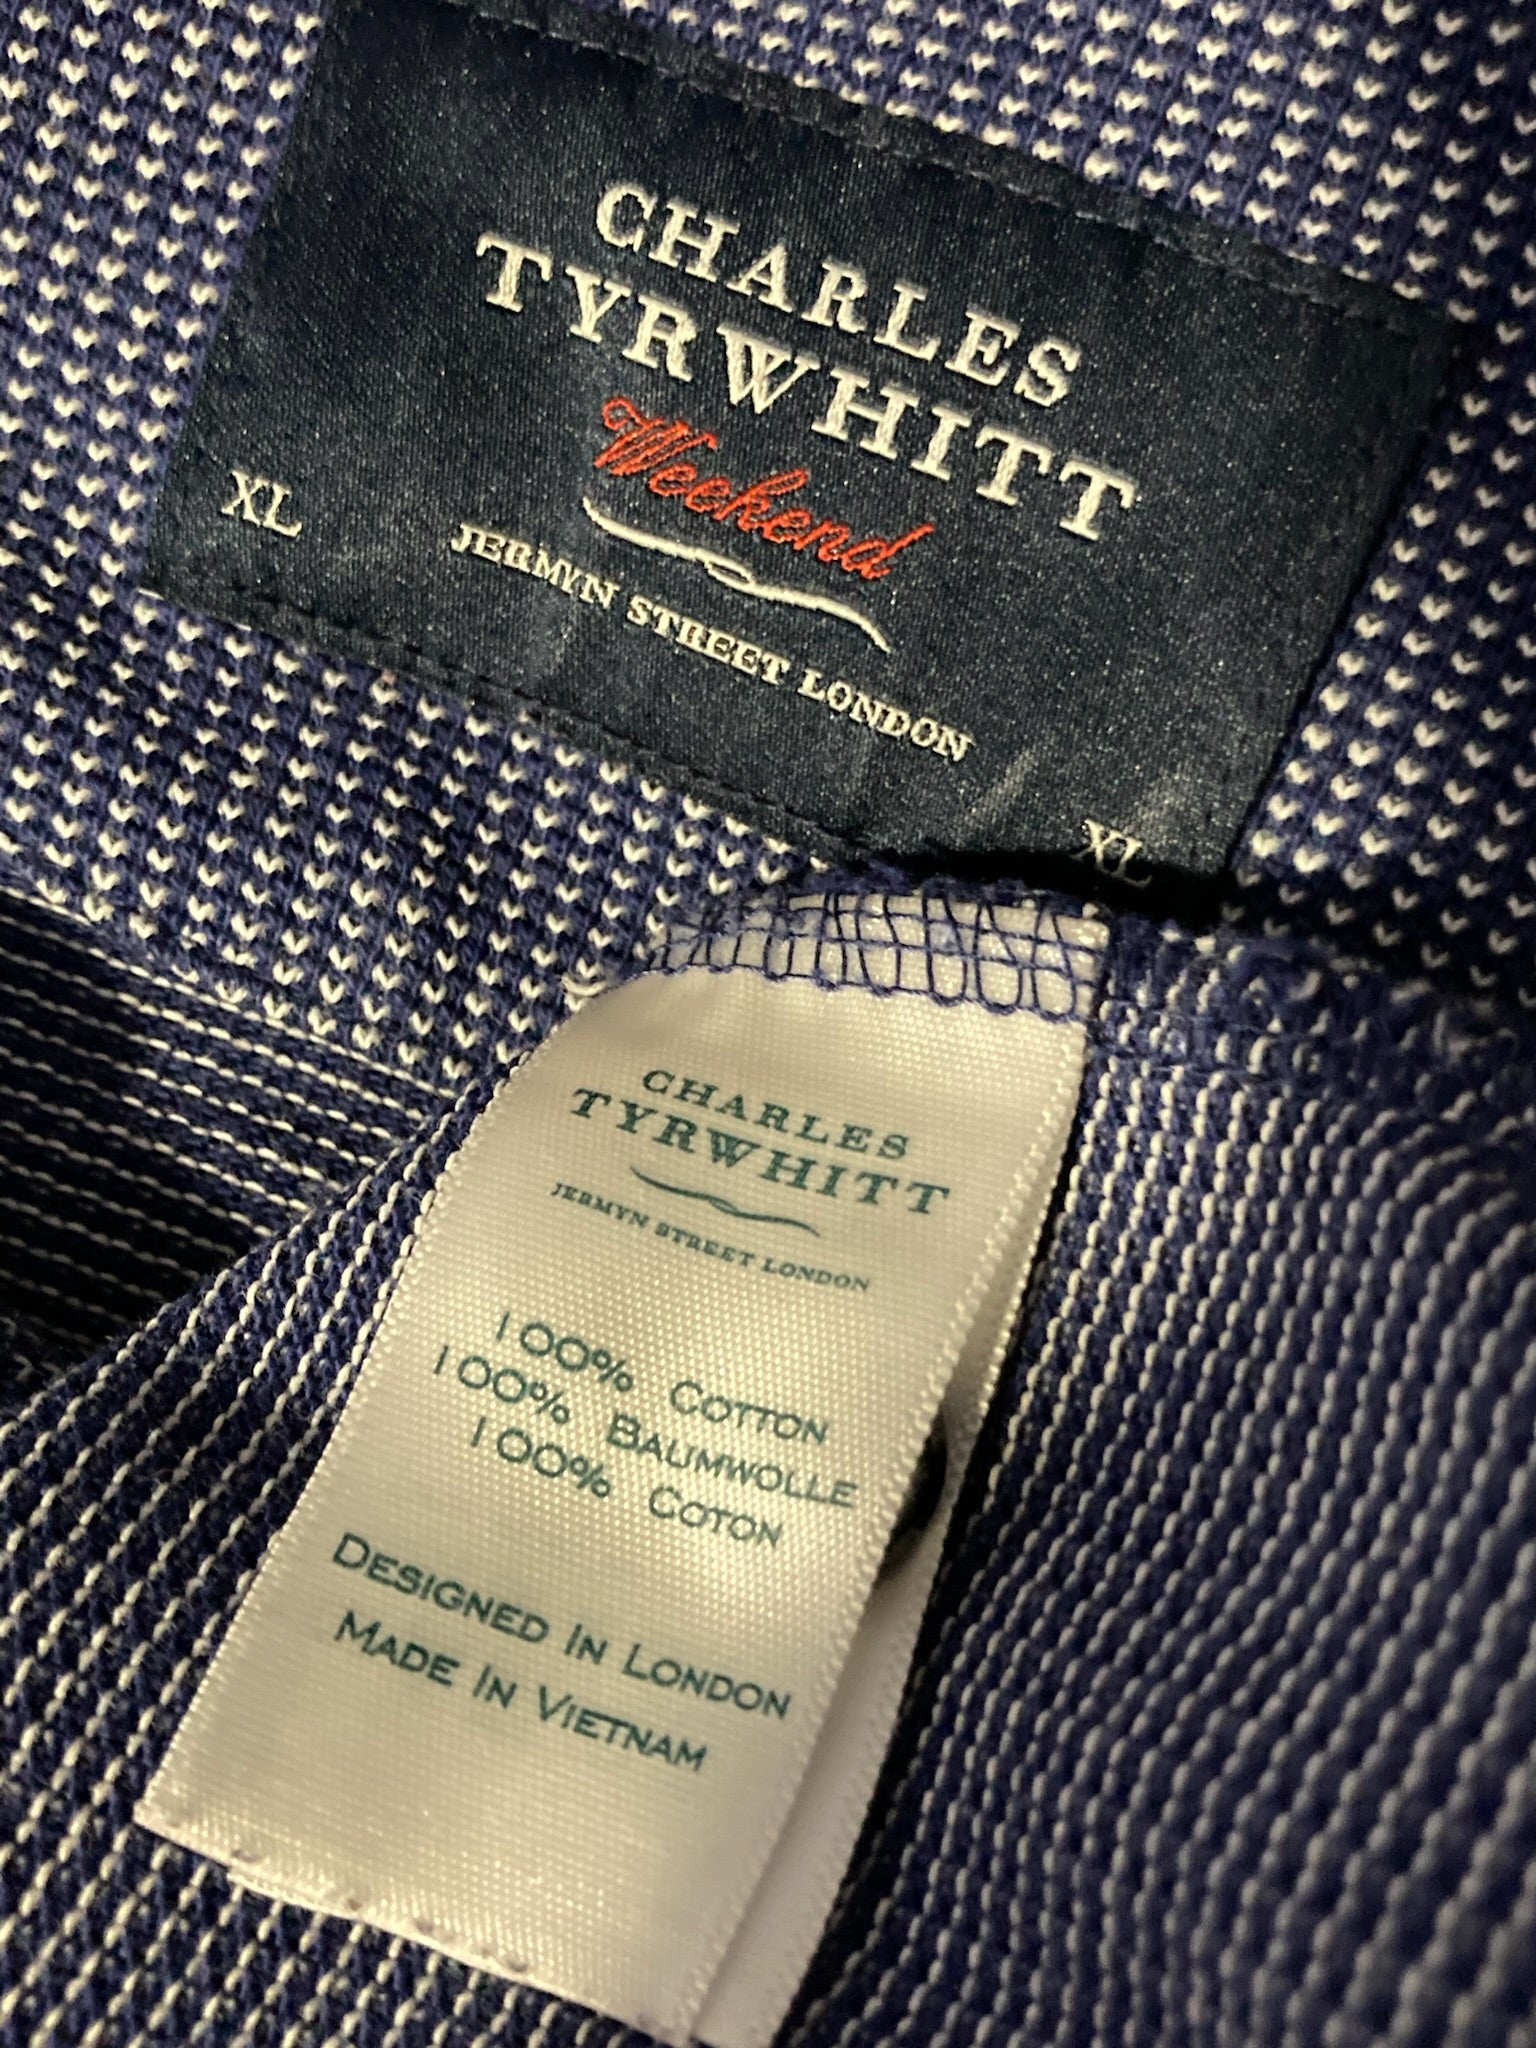 CHARLES
TYRWHITT
Weekend
JERMYN STREET LONDON
XL
XL
CHARLES
TYRWHITT
JERMYN STREET LONDON
100% COTTON
100% BAUMWOLLE
100% COTON
DESIGNED IN LONDON
MADE IN VIETNAM